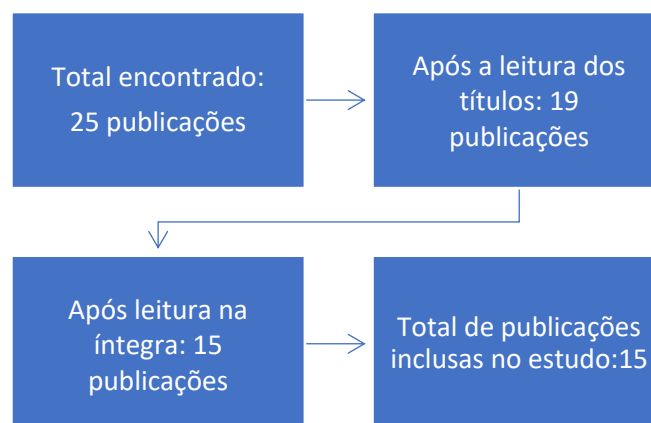 Total encontrado:
25 publicações
Após a leitura dos
títulos: 19
publicações
Após leitura na
íntegra: 15
publicações
Total de publicações
inclusas no estudo:15